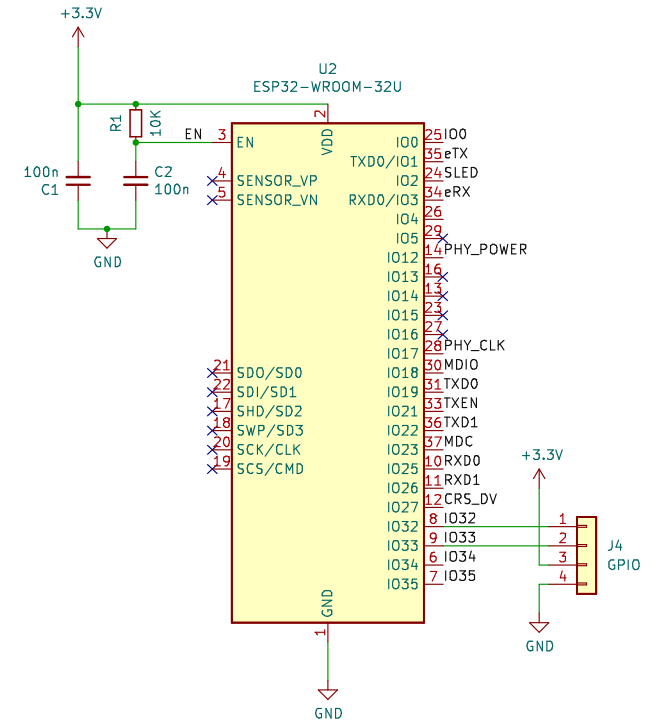 +3.3V
U2
ESP32-WROOM-32U
R1
10K
EN
3
EN
2
VDD
100n
C1
C2
100n
GND
4
SENSOR_VP
5
SENSOR_VN
21
SDO/SD0
22
SDI/SD1
17
SHD/SD2
18
SWP/SD3
20
SCK/CLK
19
SCS/CMD
IO0
25
IO0
TXD0/IO1
35
eTX
IO2
24
SLED
RXD0/IO3
34
eRX
IO4
26
IO5
29
IO12
14
PHY_POWER
IO13
16
IO14
13
IO15
23
IO16
27
IO17
28
PHY_CLK
IO18
30
MDIO
IO19
31
TXD0
IO21
33
TXEN
IO22
36
TXD1
IO23
37
MDC
IO25
10
RXD0
IO26
11
RXD1
IO27
12
CRS_DV
IO32
8
IO32
IO33
9
IO33
IO34
6
IO34
IO35
7
IO35
+3.3V
1
2
3
4
J4
GPIO
GND
GND
1
GND